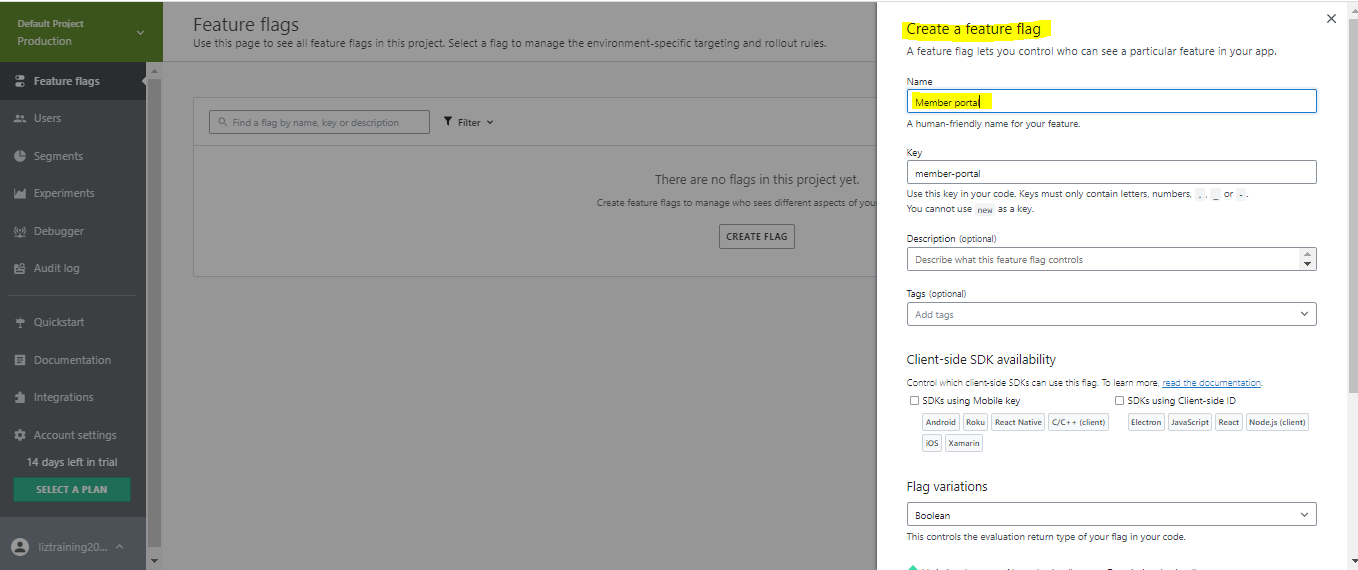 Default Project
Production
Feature flags
Users
Segments
Experiments
Debugger
Audit log
Quickstart
Documentation
Integrations
Account settings
14 days left in trial
SELECT A PLAN
liztraining20...
Feature flags
Use this page to see all feature flags in this project. Select a flag to manage the environment-specific targeting and rollout rules.
Find a flag by name, key or description
Filter
There are no flags in this project yet.
Create feature flags to manage who sees different aspects of
CREATE FLAG
Create a feature flag
A feature flag lets you control who can see a particular feature in your app.
Name
Member portal
A human-friendly name for your feature.
Key
member-portal
Use this key in your code. Keys must only contain letters, numbers, ., _ or -.
You cannot use new as a key.
Description (optional)
Describe what this feature flag controls
Tags (optional)
Add tags
Client-side SDK availability
Control which client-side SDKs can use this flag. To learn more, read the documentation.
SDKs using Mobile key
Android Roku React Native C/C++ (client)
iOS Xamarin
SDKs using Client-side ID
Electron JavaScript React Node.js (client)
Flag variations
Boolean
This controls the evaluation return type of your flag in your code.